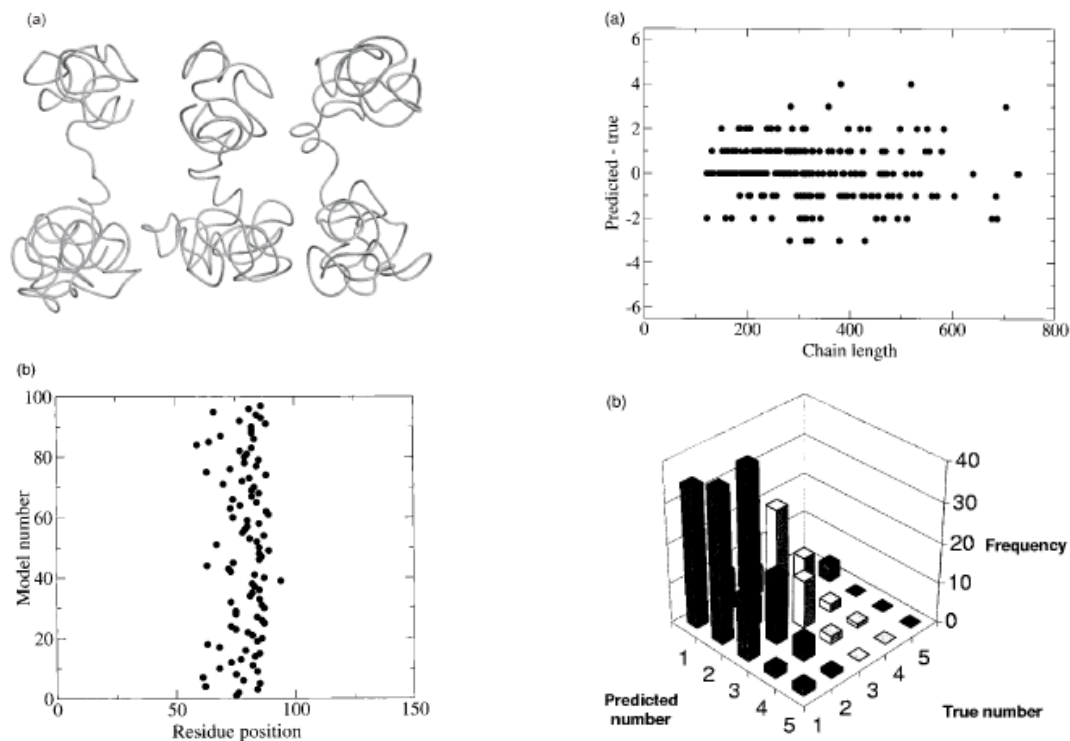 (a)
(b)
100
80
60
40
20
0
Model number
0 50 100 150
Residue position
(a)
6
4
2
0
-2
-4
-6
Predicted - true
0 200 400 600 800
Chain length
(b)
40
30
20
10
0
Frequency
1 2 3 4 5
Predicted number
1 2 3 4 5
True number